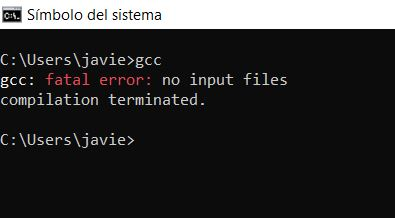 Símbolo del sistema
C:\Users\javie>gcc
gcc: fatal error: no input files
compilation terminated.
C:\Users\javie>